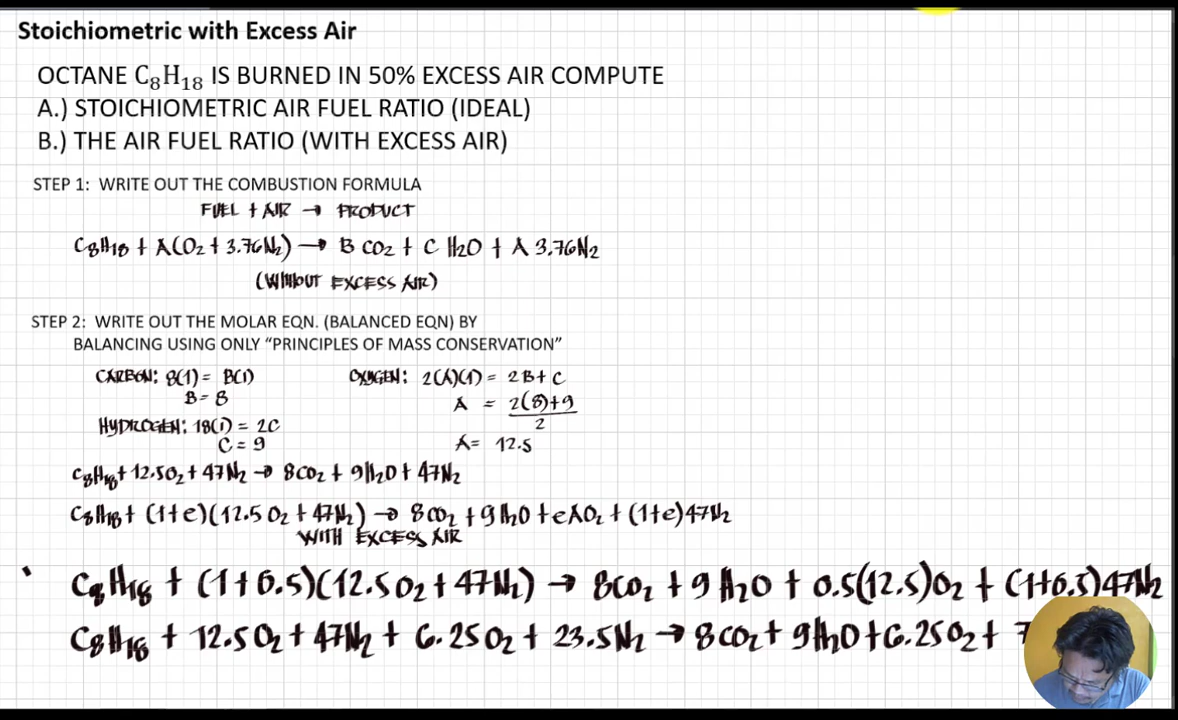 Stoichiometric with Excess Air
OCTANE C₈H₁₈ IS BURNED IN 50% EXCESS AIR COMPUTE
A.) STOICHIOMETRIC AIR FUEL RATIO (IDEAL)
B.) THE AIR FUEL RATIO (WITH EXCESS AIR)
STEP 1: WRITE OUT THE COMBUSTION FORMULA
FUEL + AIR → PRODUCT
C₈H₁₈ + A(O₂ + 3.76N₂) → B CO₂ + C H₂O + A 3.76N₂
(WITHOUT EXCESS AIR)
STEP 2: WRITE OUT THE MOLAR EQN. (BALANCED EQN) BY
BALANCING USING ONLY “PRINCIPLES OF MASS CONSERVATION”
CARBON: 8(1) = B(1)
B = 8
HYDROGEN: 18(1) = 2C
C = 9
OXYGEN: 2(A)(1) = 2B + C
A = 2(8)+9
2
A = 12.5
C₈H₁₈ + 12.5O₂ + 47N₂ → 8CO₂ + 9H₂O + 47N₂
C₈H₁₈ + (1+e)(12.5O₂ + 47N₂) → 8CO₂ + 9H₂O + eAO₂ + (1+e)47N₂
WITH EXCESS AIR
C₈H₁₈ + (1+0.5)(12.5O₂ + 47N₂) → 8CO₂ + 9H₂O + 0.5(12.5)O₂ + (1+0.5)47N₂
C₈H₁₈ + 12.5O₂ + 47N₂ + 6.25O₂ + 23.5N₂ → 8CO₂ + 9H₂O + 6.25O₂ + 7